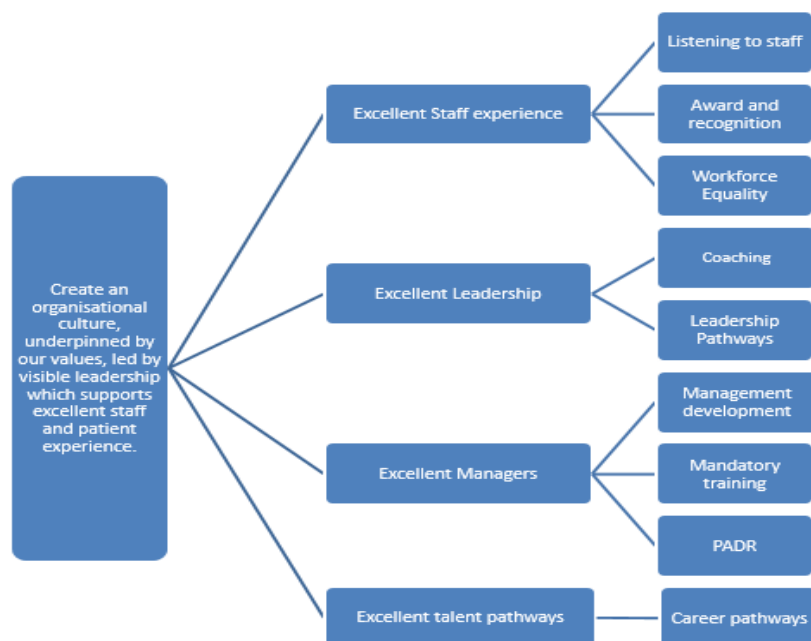 Create an
organisational
culture,
underpinned by
our values, led by
visible leadership
which supports
excellent staff
and patient
experience.
Excellent Staff experience
Listening to staff
Award and
recognition
Workforce
Equality
Excellent Leadership
Coaching
Leadership
Pathways
Excellent Managers
Management
development
Mandatory
training
PADR
Excellent talent pathways
Career pathways